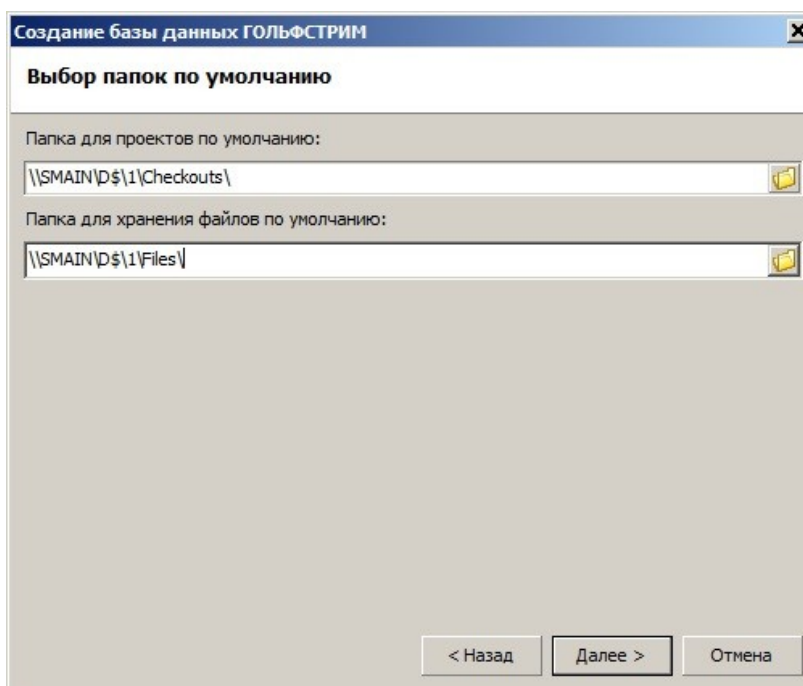 Создание базы данных ГОЛЬФСТРИМ
Выбор папок по умолчанию
Папка для проектов по умолчанию:
\\SMAIN\D$\1\Checkouts\
Папка для хранения файлов по умолчанию:
\\SMAIN\D$\1\Files\
< Назад Далее > Отмена